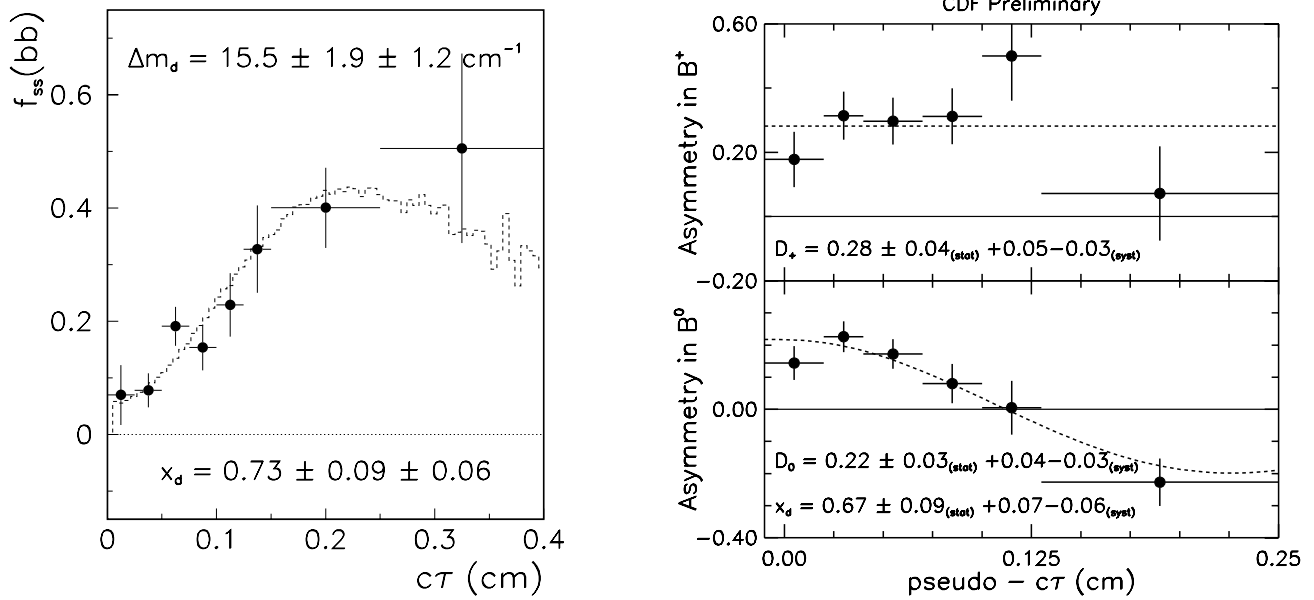 f_ss(bb)
Δm_d = 15.5 ± 1.9 ± 1.2 cm⁻¹
0.6
0.4
0.2
0
x_d = 0.73 ± 0.09 ± 0.06
0 0.1 0.2 0.3 0.4
cτ (cm)
CDF Preliminary
Asymmetry in B⁺
0.60
0.20
−0.20
D₊ = 0.28 ± 0.04(stat) +0.05−0.03(syst)
Asymmetry in B⁰
0.00
−0.40
D₀ = 0.22 ± 0.03(stat) +0.04−0.03(syst)
x_d = 0.67 ± 0.09(stat) +0.07−0.06(syst)
0.00 0.125 0.25
pseudo − cτ (cm)